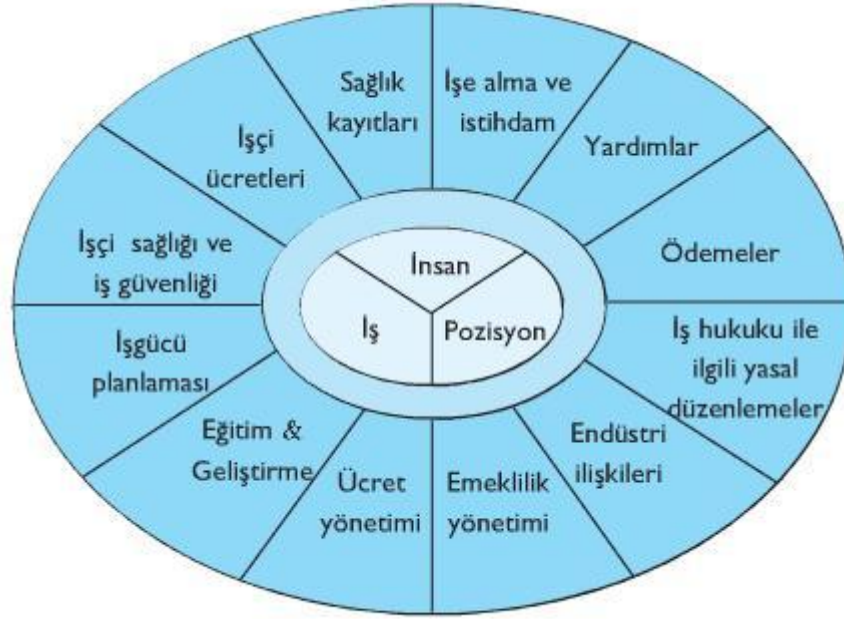 Sağlık
kayıtları
İşe alma ve
istihdam
Yardımlar
Ödemeler
İş hukuku ile
ilgili yasal
düzenlemeler
Endüstri
ilişkileri
Emeklilik
yönetimi
Ücret
yönetimi
Eğitim &
Geliştirme
İşgücü
planlaması
İşçi sağlığı ve
iş güvenliği
İşçi
ücretleri
İnsan
İş
Pozisyon